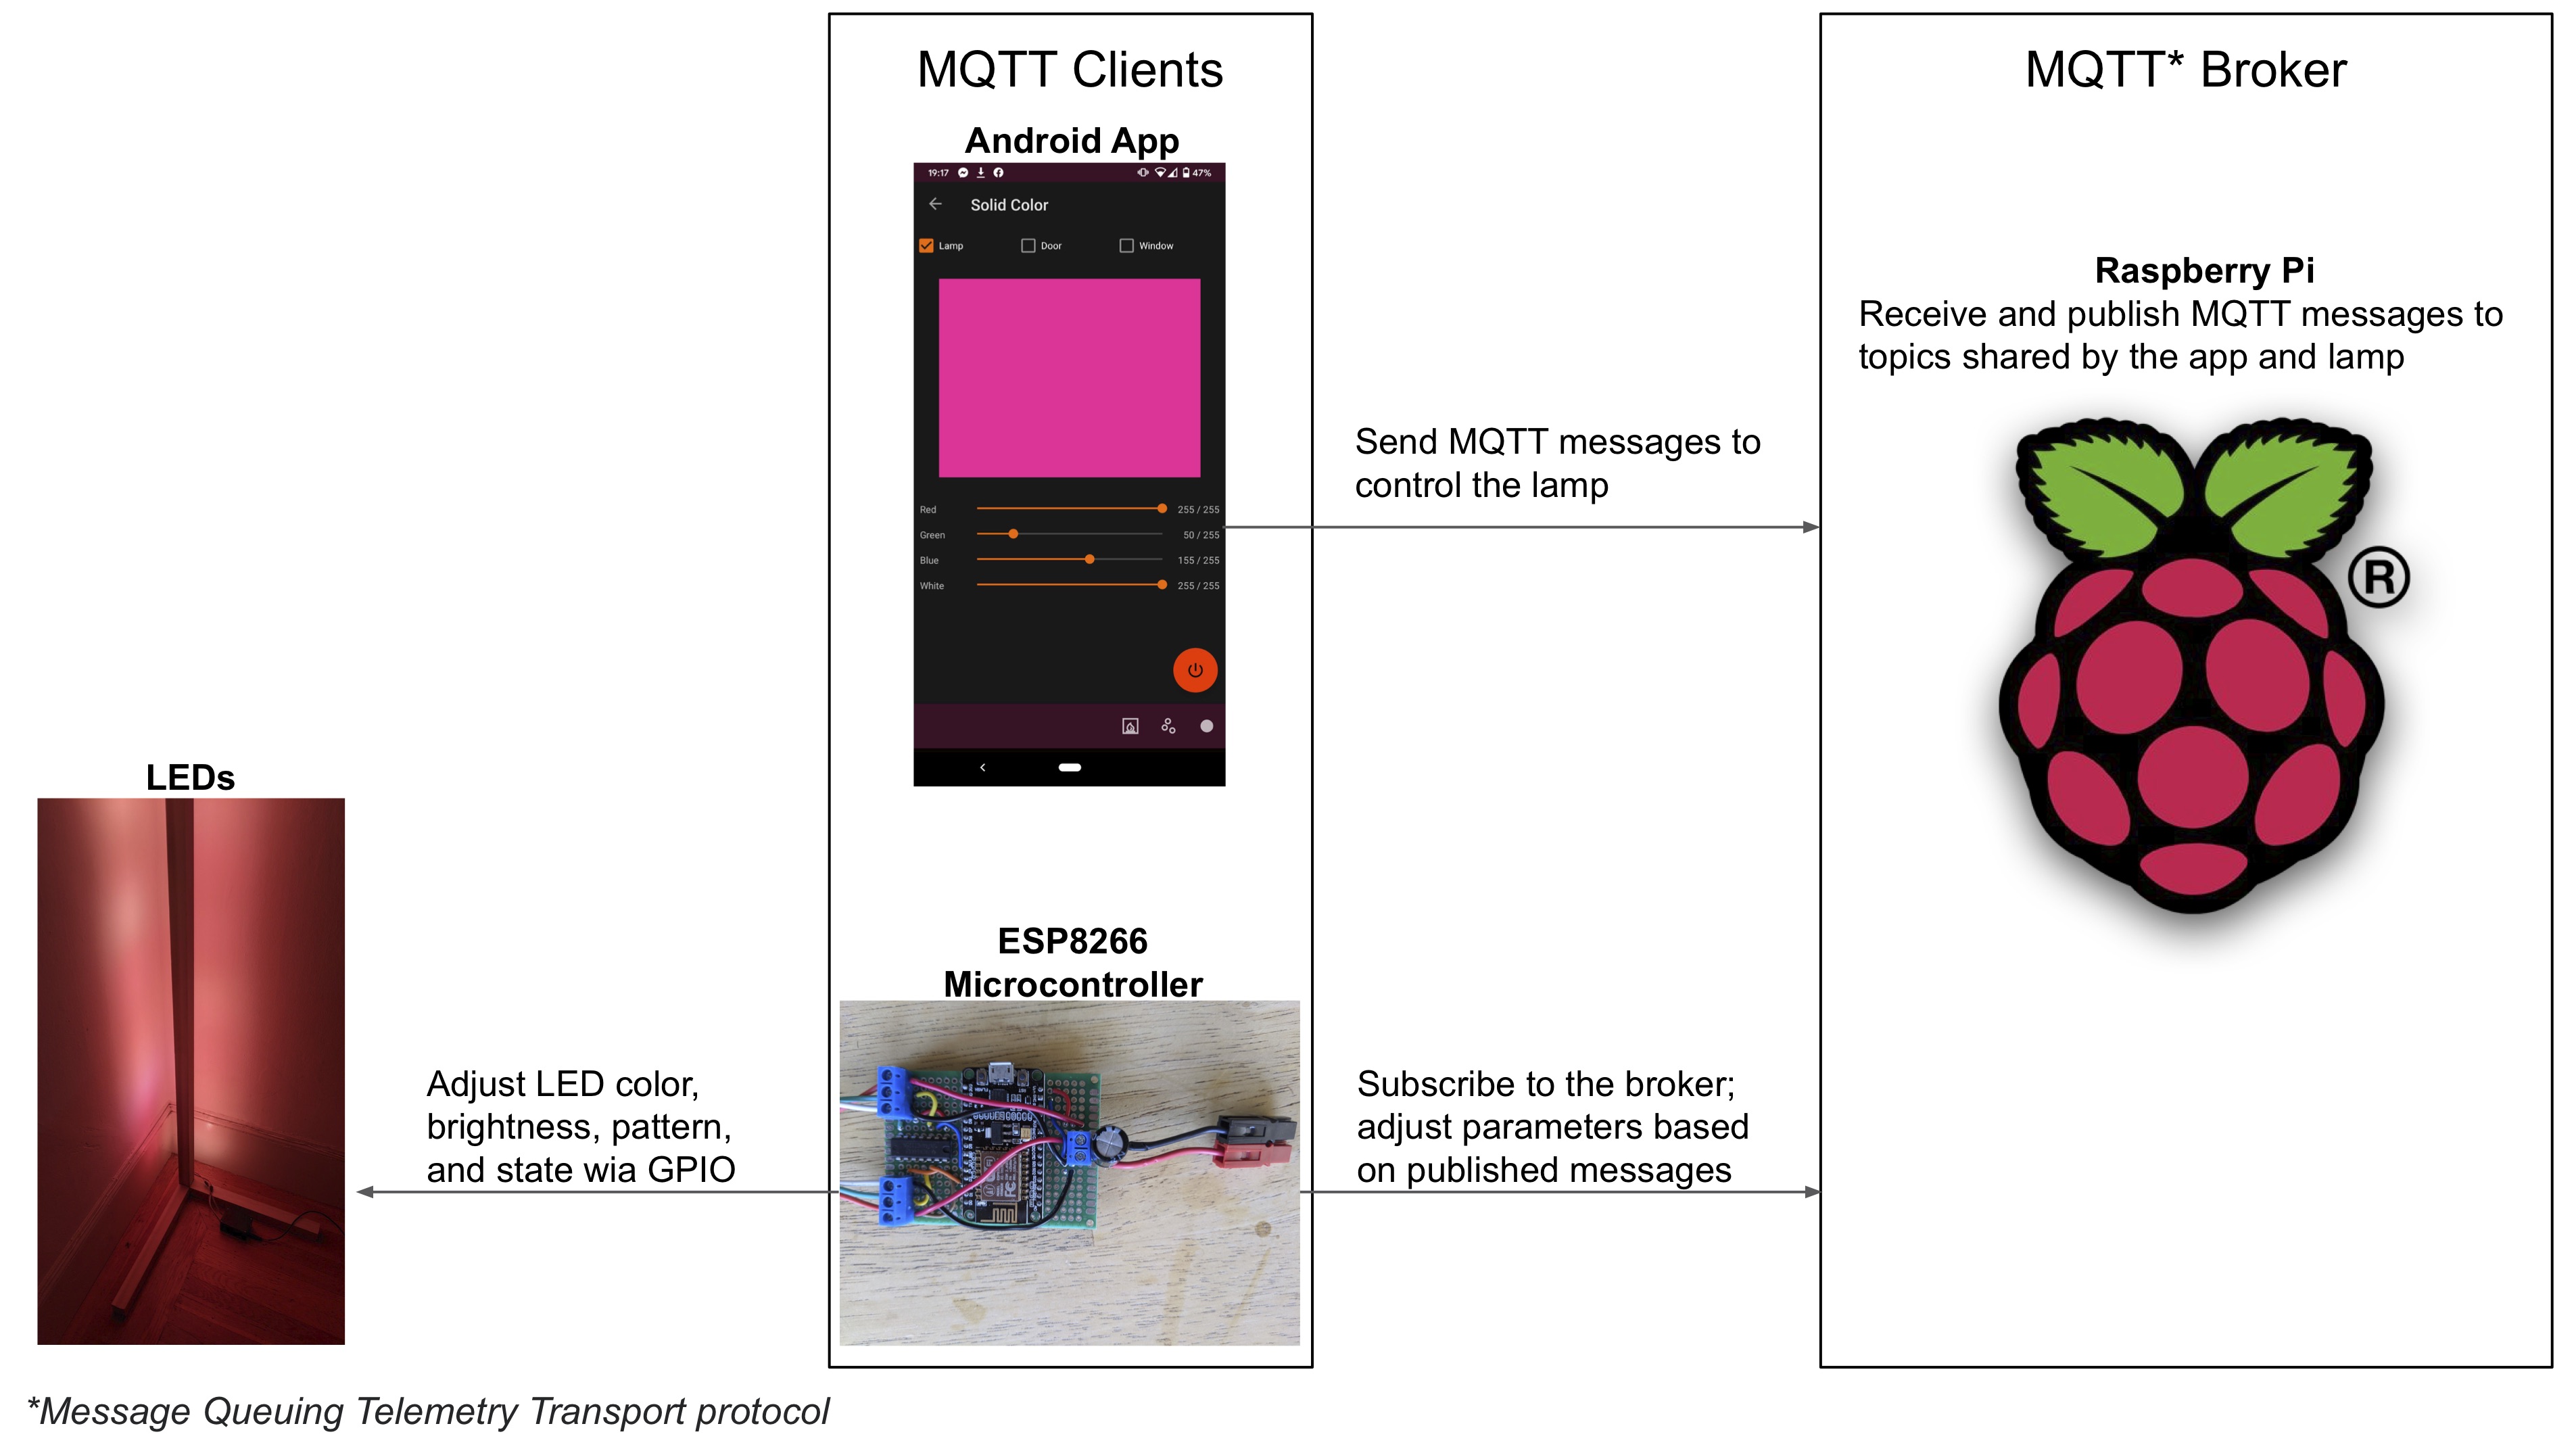 MQTT Clients
Android App
19:17
47%
Solid Color
Lamp
Door
Window
Red
255 / 255
Green
50 / 255
Blue
155 / 255
White
255 / 255
ESP8266
Microcontroller
MQTT* Broker
Raspberry Pi
Receive and publish MQTT messages to
topics shared by the app and lamp
®
Send MQTT messages to
control the lamp
Subscribe to the broker;
adjust parameters based
on published messages
LEDs
Adjust LED color,
brightness, pattern,
and state wia GPIO
*Message Queuing Telemetry Transport protocol